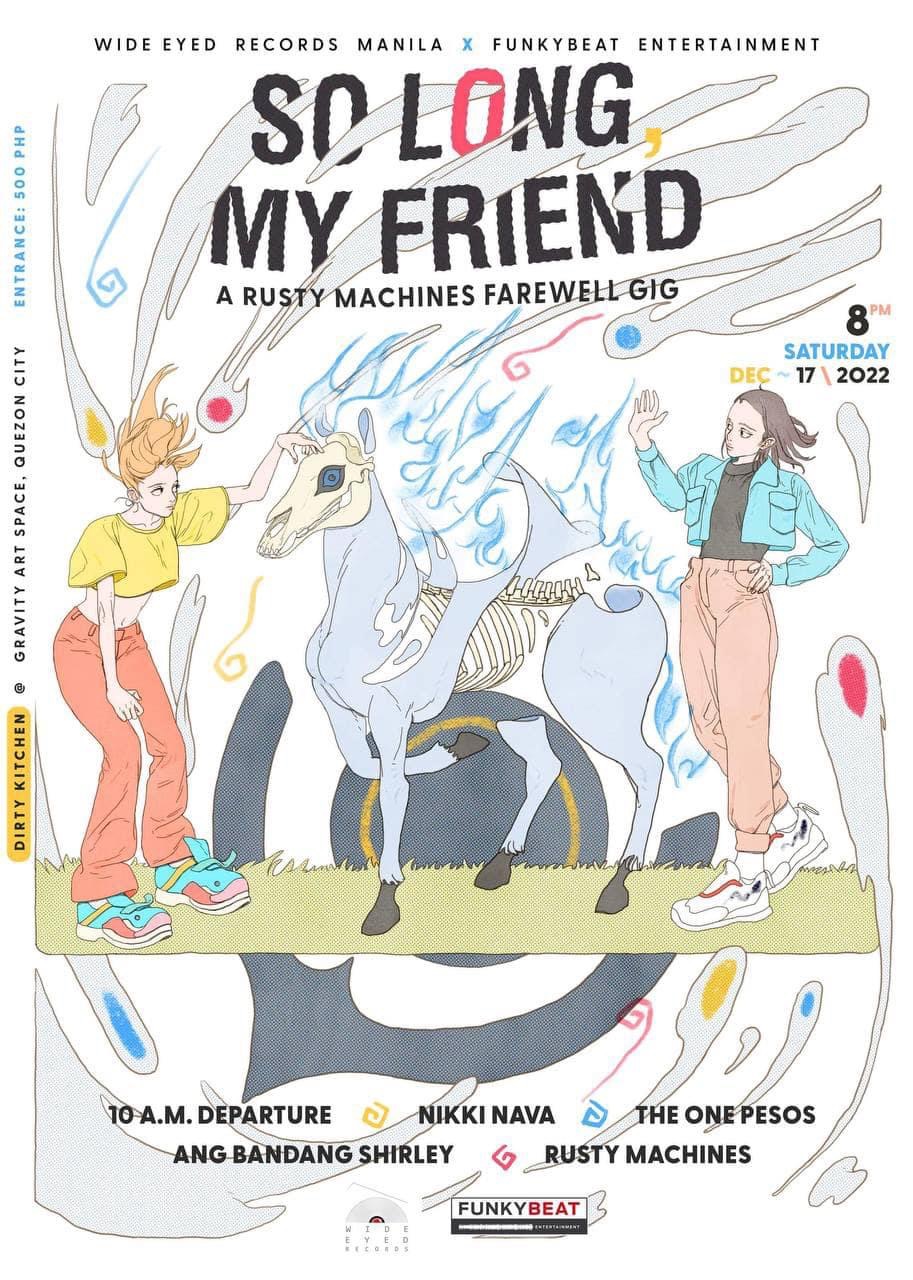 WIDE EYED RECORDS MANILA X FUNKYBEAT ENTERTAINMENT
SO LONG,
MY FRIEND
A RUSTY MACHINES FAREWELL GIG
8PM
SATURDAY
DEC ~ 17 \ 2022
ENTRANCE: 500 PHP
DIRTY KITCHEN @ GRAVITY ART SPACE, QUEZON CITY
10 A.M. DEPARTURE NIKKI NAVA THE ONE PESOS
ANG BANDANG SHIRLEY RUSTY MACHINES
WIDE
EYED
RECORDS
FUNKYBEAT
ENTERTAINMENT